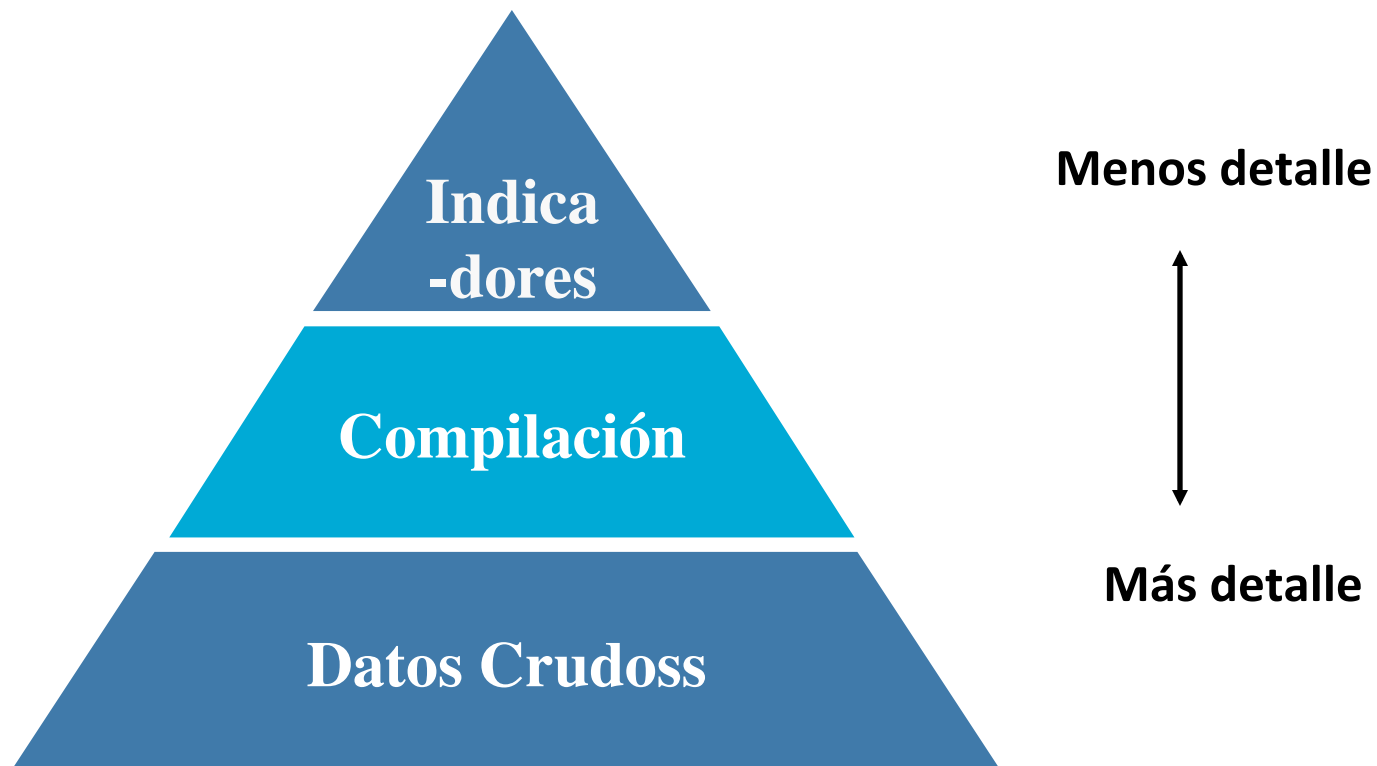 Menos detalle
Indica
-dores
Compilación
Más detalle
Datos Crudoss